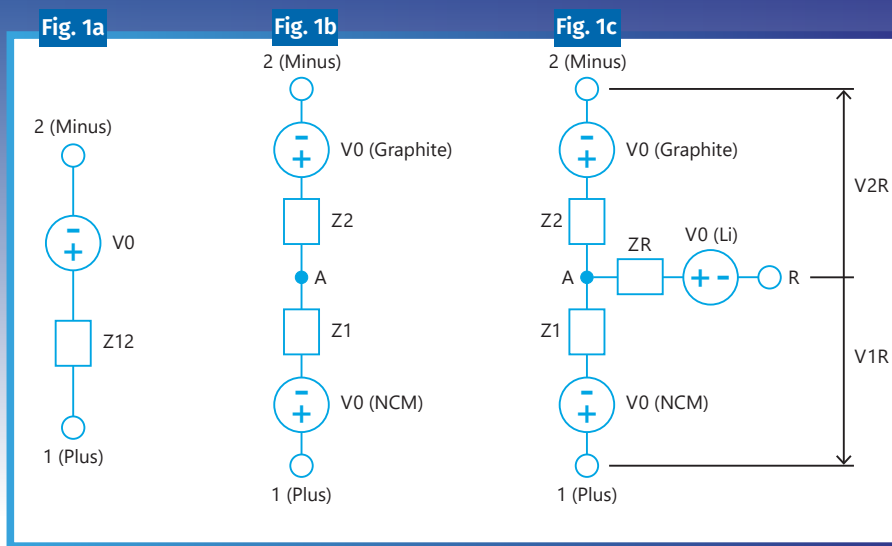 Fig. 1a
2 (Minus)
-
+
V0
Z12
1 (Plus)
Fig. 1b
2 (Minus)
-
+
V0 (Graphite)
Z2
A
Z1
-
+
V0 (NCM)
1 (Plus)
Fig. 1c
2 (Minus)
-
+
V0 (Graphite)
Z2
ZR
V0 (Li)
A
+ -
R
Z1
-
+
V0 (NCM)
1 (Plus)
V2R
V1R